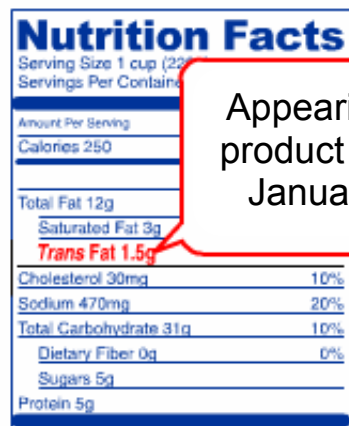 Nutrition Facts
Serving Size 1 cup (22
Servings Per Containe
Appeari
product
Janua
Amount Per Serving
Calories 250
Total Fat 12g
Saturated Fat 3g
Trans Fat 1.5g
Cholesterol 30mg 10%
Sodium 470mg 20%
Total Carbohydrate 31g 10%
Dietary Fiber 0g 0%
Sugars 5g
Protein 5g